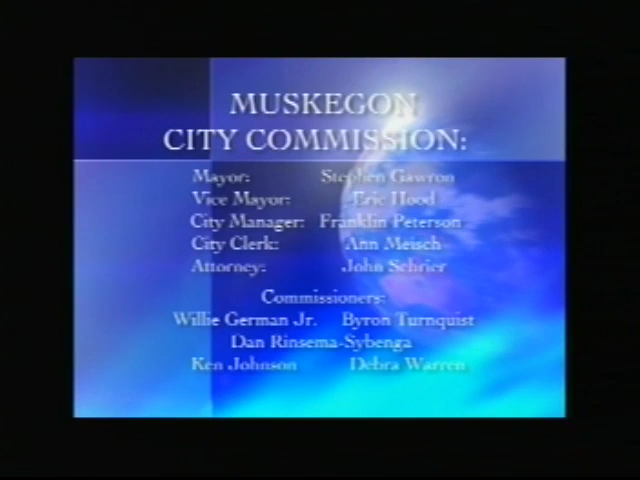 MUSKEGON
CITY COMMISSION:
Mayor: Stephen Gawron
Vice Mayor: Eric Hood
City Manager: Franklin Peterson
City Clerk: Ann Meisch
Attorney: John Schrier
Commissioners:
Willie German Jr. Byron Turnquist
Dan Rinsema-Sybenga
Ken Johnson Debra Warren